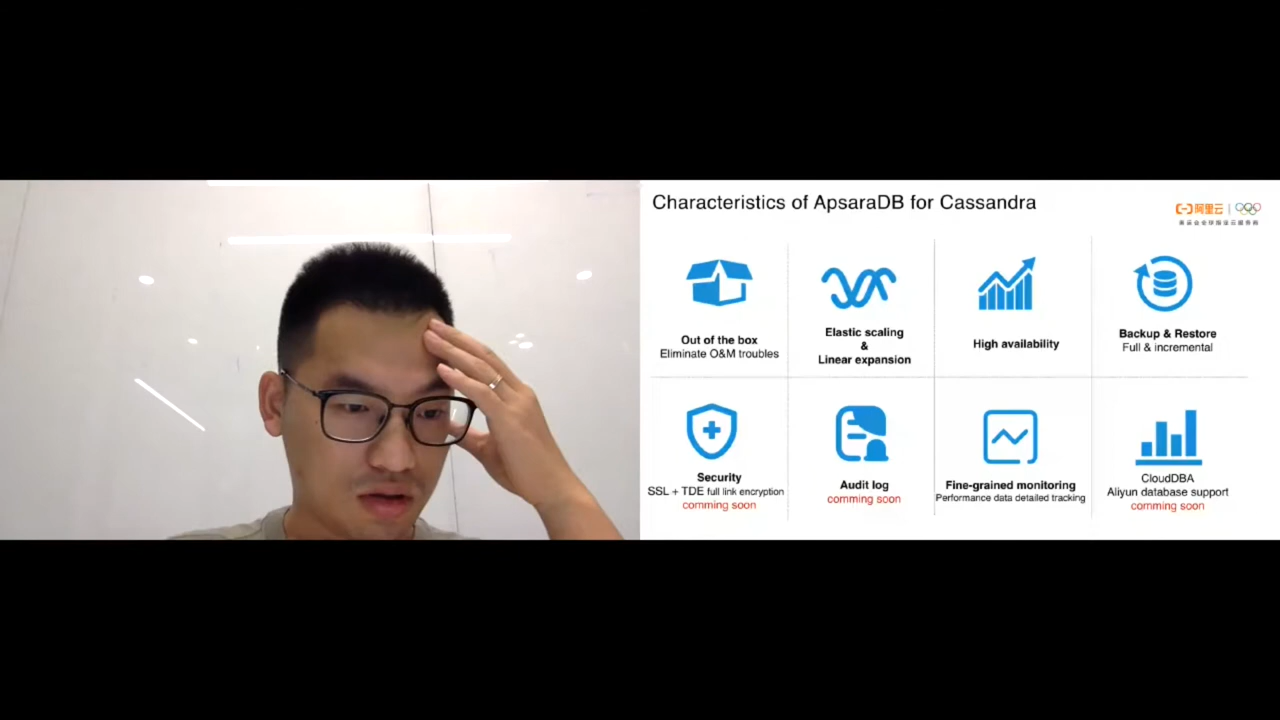 Characteristics of ApsaraDB for Cassandra
阿里云
Out of the box
Eliminate O&M troubles
Elastic scaling
&
Linear expansion
High availability
Backup & Restore
Full & incremental
Security
SSL + TDE full link encryption
comming soon
Audit log
comming soon
Fine-grained monitoring
Performance data detailed tracking
CloudDBA
Aliyun database support
comming soon